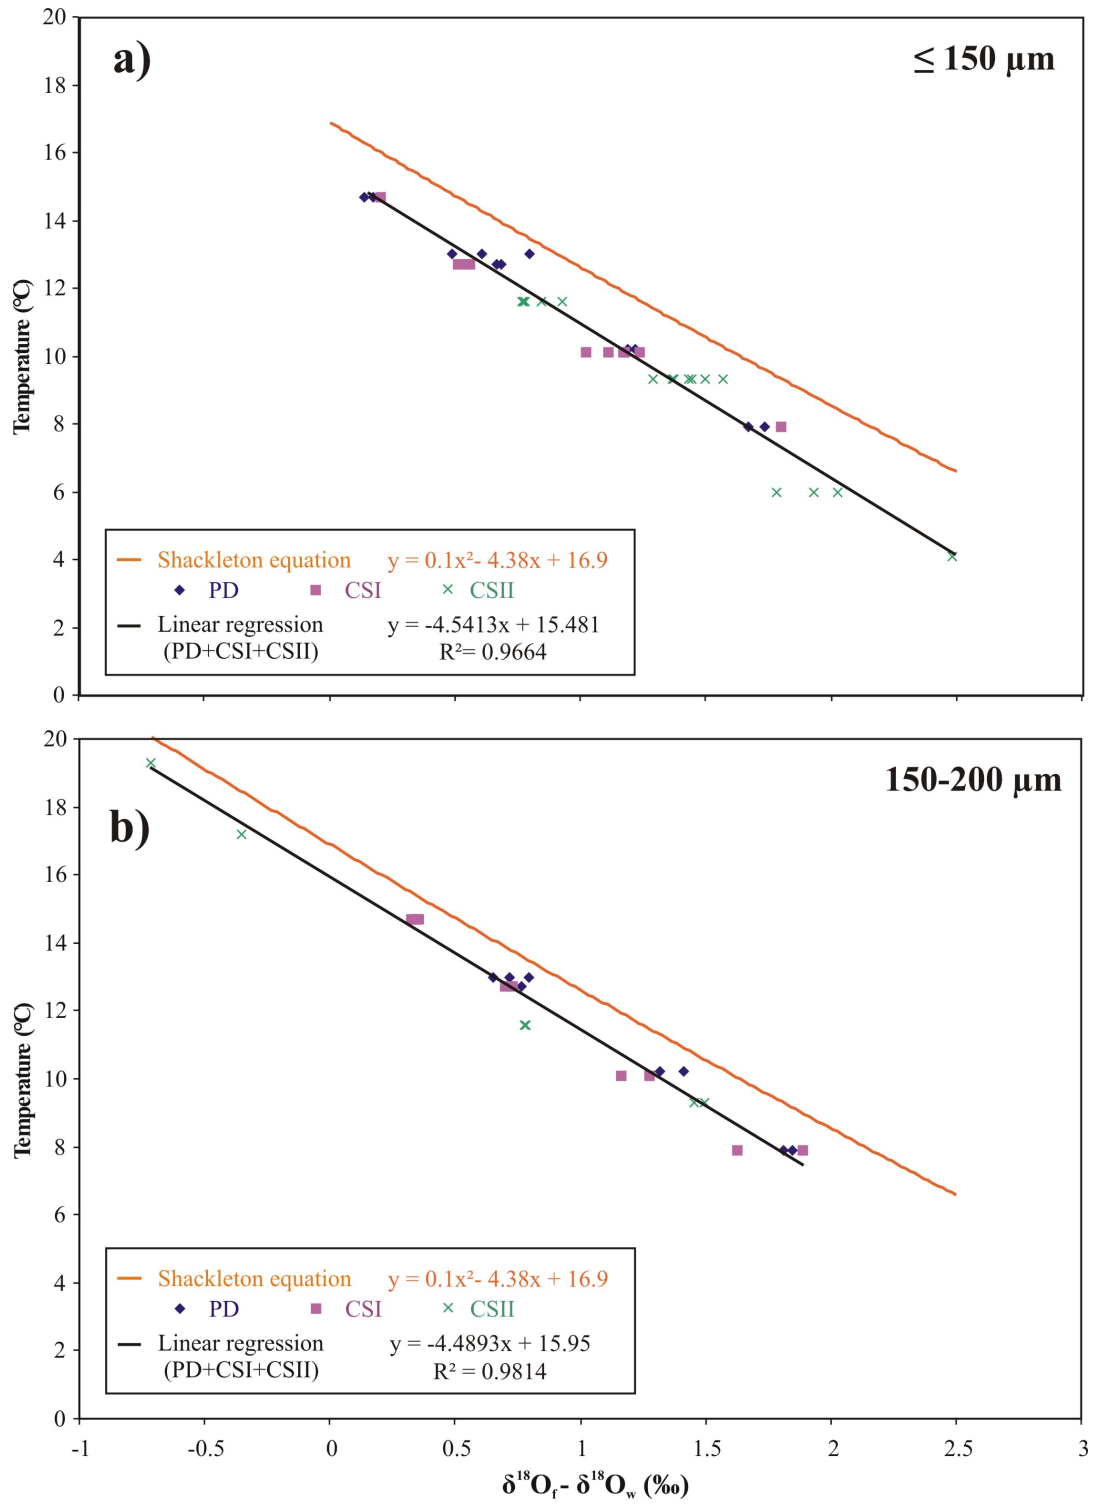 20
a)
≤ 150 µm
18
16
14
12
10
8
6
4
2
0
Temperature (℃)
Shackleton equation y = 0.1x²- 4.38x + 16.9
PD CSI CSII
Linear regression y = -4.5413x + 15.481
(PD+CSI+CSII) R²= 0.9664
20
150-200 µm
18
b)
16
14
12
10
8
6
4
2
0
Temperature (℃)
Shackleton equation y = 0.1x²- 4.38x + 16.9
PD CSI CSII
Linear regression y = -4.4893x + 15.95
(PD+CSI+CSII) R² = 0.9814
-1 -0.5 0 0.5 1 1.5 2 2.5 3
δ¹⁸O_f - δ¹⁸O_w (‰)